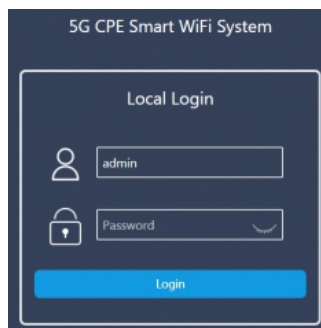 5G CPE Smart WiFi System
Local Login
admin
Password
Login